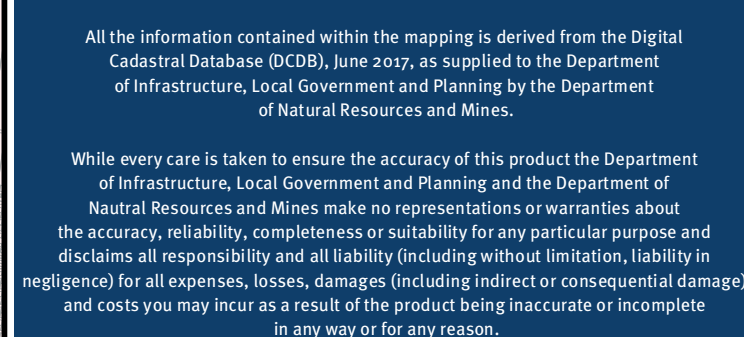 All the information contained within the mapping is derived from the Digital
Cadastral Database (DCDB), June 2017, as supplied to the Department
of Infrastructure, Local Government and Planning by the Department
of Natural Resources and Mines.
While every care is taken to ensure the accuracy of this product the Department
of Infrastructure, Local Government and Planning and the Department of
Nautral Resources and Mines make no representations or warranties about
the accuracy, reliability, completeness or suitability for any particular purpose and
disclaims all responsibility and all liability (including without limitation, liability in
negligence) for all expenses, losses, damages (including indirect or consequential damage)
and costs you may incur as a result of the product being inaccurate or incomplete
in any way or for any reason.